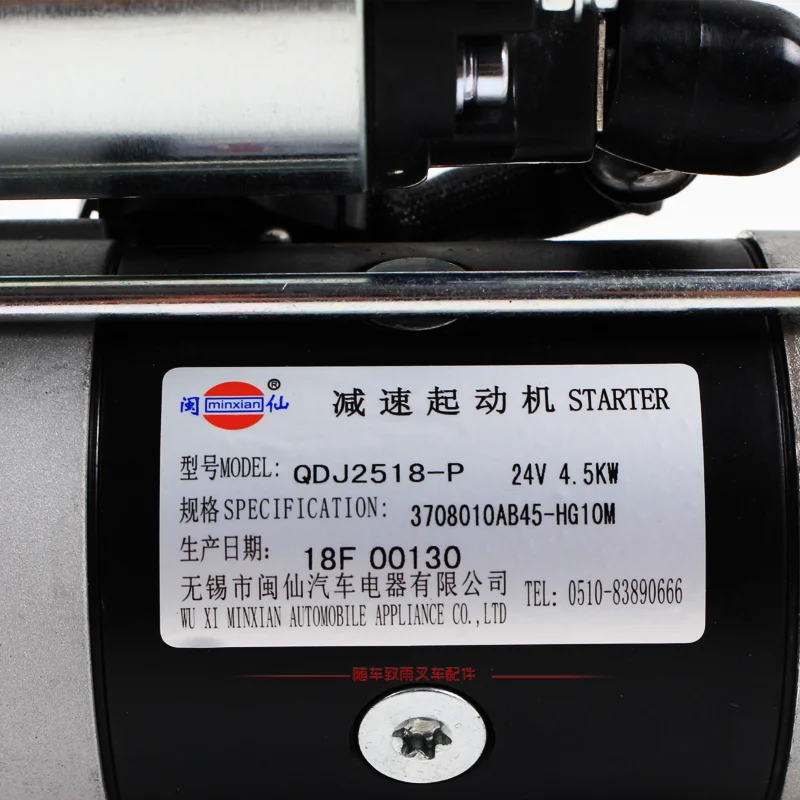 闽 minxian 仙 ®
减速起动机 STARTER
型号MODEL: QDJ2518-P 24V 4.5KW
规格SPECIFICATION: 3708010AB45-HG10M
生产日期: 18F 00130
无锡市闽仙汽车电器有限公司 TEL: 0510-83890666
WU XI MINXIAN AUTOMOBILE APPLIANCE CO.,LTD
随车致雨叉车配件